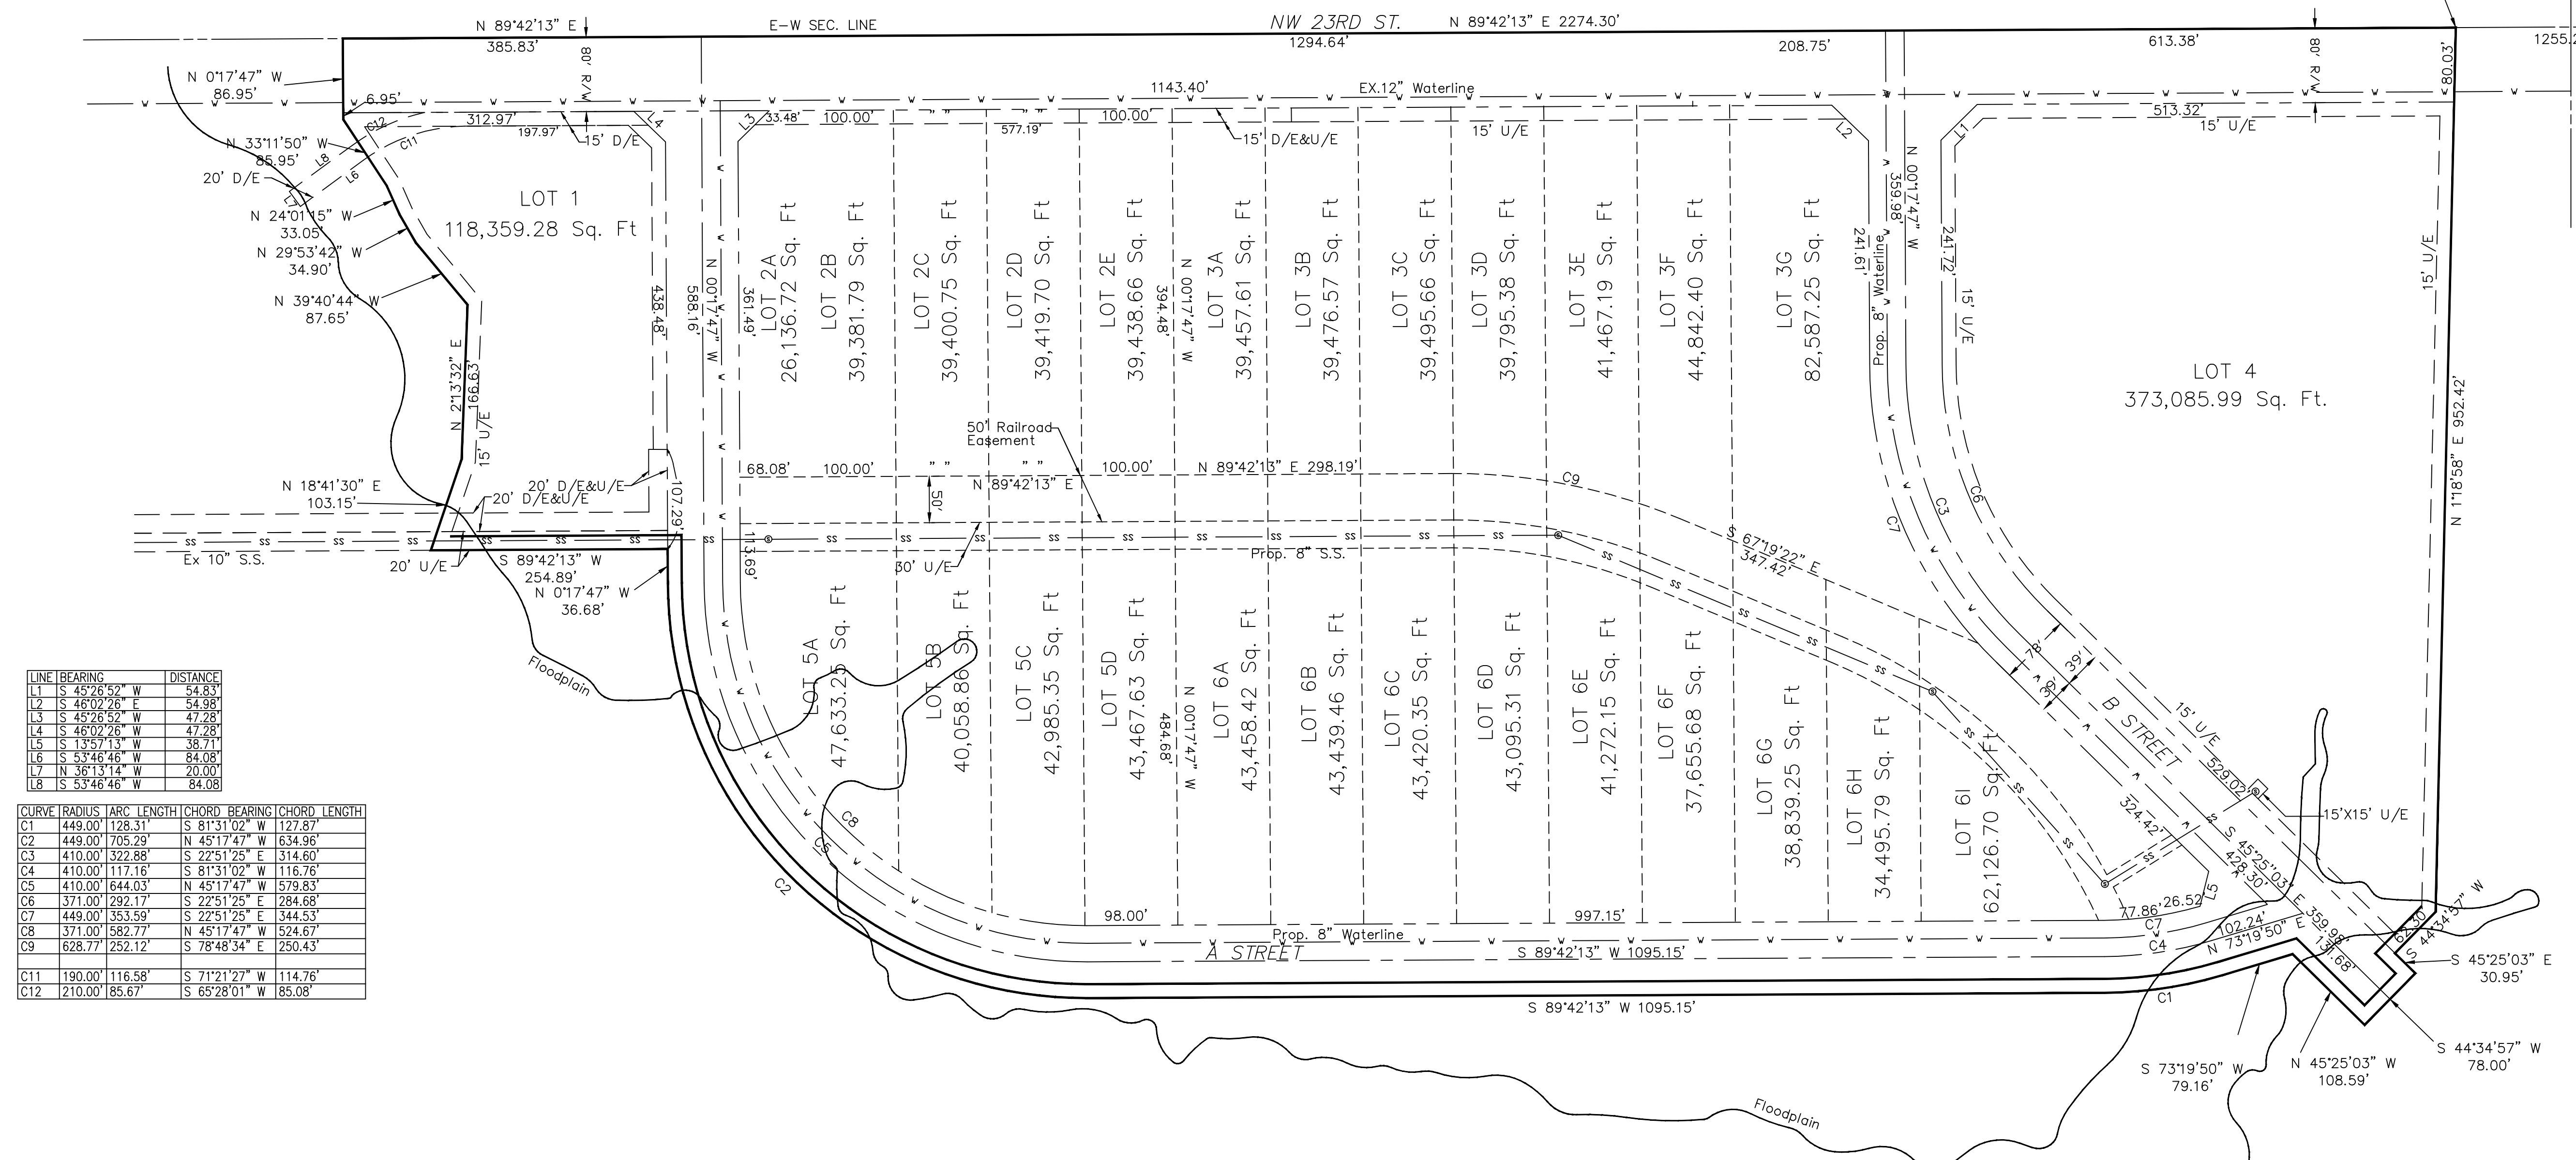 N 89°42'13" E
E-W SEC. LINE
NW 23RD ST.
N 89°42'13" E 2274.30'
385.83'
1294.64'
208.75'
613.38'
80' R/W
80' R/W
80.03'
N 0°17'47" W
86.95'
6.95'
1143.40'
EX.12" Waterline
C12
312.97'
197.97'
L4
15' D/E
L3
33.48'
100.00'
" "
" "
577.19'
100.00'
15' D/E&U/E
15' U/E
L2
L1
513.32'
15' U/E
N 33°11'50" W
85.95'
C11
L8
L6
L7
20' D/E
N 24°01'15" W
33.05'
N 29°53'42" W
34.90'
N 39°40'44" W
87.65'
LOT 1
118,359.28 Sq. Ft
438.48'
588.16'
N 00°17'47" W
361.49'
LOT 2A
26,136.72 Sq. Ft
LOT 2B
39,381.79 Sq. Ft
LOT 2C
39,400.75 Sq. Ft
LOT 2D
39,419.70 Sq. Ft
LOT 2E
39,438.66 Sq. Ft
394.48'
N 00°17'47" W
LOT 3A
39,457.61 Sq. Ft
LOT 3B
39,476.57 Sq. Ft
LOT 3C
39,495.66 Sq. Ft
LOT 3D
39,795.38 Sq. Ft
LOT 3E
41,467.19 Sq. Ft
LOT 3F
44,842.40 Sq. Ft
LOT 3G
82,587.25 Sq. Ft
241.61'
Prop. 8" Waterline
359.98'
N 00°17'47" W
241.72'
15' U/E
LOT 4
373,085.99 Sq. Ft.
15' U/E
N 1°18'58" E 952.42'
N 2°13'32" E
166.63'
15' U/E
50' Railroad
Easement
68.08'
100.00'
" "
" "
100.00'
N 89°42'13" E 298.19'
N 89°42'13" E
50'
C9
C7
C3
C6
N 18°41'30" E
103.15'
20' D/E&U/E
20' D/E&U/E
107.29'
113.69'
Ex 10" S.S.
20' U/E
S 89°42'13" W
254.89'
N 0°17'47" W
36.68'
30' U/E
Prop. 8" S.S.
S 67°19'22" E
347.42'
Floodplain
LOT 5A
47,633.25 Sq. Ft
LOT 5B
40,058.86 Sq. Ft
LOT 5C
42,985.35 Sq. Ft
LOT 5D
43,467.63 Sq. Ft
484.68'
N 00°17'47" W
LOT 6A
43,458.42 Sq. Ft
LOT 6B
43,439.46 Sq. Ft
LOT 6C
43,420.35 Sq. Ft
LOT 6D
43,095.31 Sq. Ft
LOT 6E
41,272.15 Sq. Ft
LOT 6F
37,655.68 Sq. Ft
LOT 6G
38,839.25 Sq. Ft
LOT 6H
34,495.79 Sq. Ft
LOT 6I
62,126.70 Sq. Ft
78'
39'
39'
B STREET
15' U/E
529.02'
324.42'
15'X15' U/E
S 45°25'03" E 359.98'
428.30'
L5
26.52
77.86'
C7
C4
102.24'
N 73°19'50" E
131.68'
62.30'
S 44°34'57" W
S 45°25'03" E
30.95'
C8
C5
C2
98.00'
997.15'
Prop. 8" Waterline
A STREET
S 89°42'13" W 1095.15'
S 89°42'13" W 1095.15'
C1
S 73°19'50" W
79.16'
N 45°25'03" W
108.59'
S 44°34'57" W
78.00'
Floodplain
LINE BEARING DISTANCE
L1 S 45°26'52" W 54.83'
L2 S 46°02'26" E 54.98'
L3 S 45°26'52" W 47.28'
L4 S 46°02'26" W 47.28'
L5 S 13°57'13" W 38.71'
L6 S 53°46'46" W 84.08'
L7 N 36°13'14" W 20.00'
L8 S 53°46'46" W 84.08
CURVE RADIUS ARC LENGTH CHORD BEARING CHORD LENGTH
C1 449.00' 128.31' S 81°31'02" W 127.87'
C2 449.00' 705.29' N 45°17'47" W 634.96'
C3 410.00' 322.88' S 22°51'25" E 314.60'
C4 410.00' 117.16' S 81°31'02" W 116.76'
C5 410.00' 644.03' N 45°17'47" W 579.83'
C6 371.00' 292.17' S 22°51'25" E 284.68'
C7 449.00' 353.59' S 22°51'25" E 344.53'
C8 371.00' 582.77' N 45°17'47" W 524.67'
C9 628.77' 252.12' S 78°48'34" E 250.43'
C11 190.00' 116.58' S 71°21'27" W 114.76'
C12 210.00' 85.67' S 65°28'01" W 85.08'